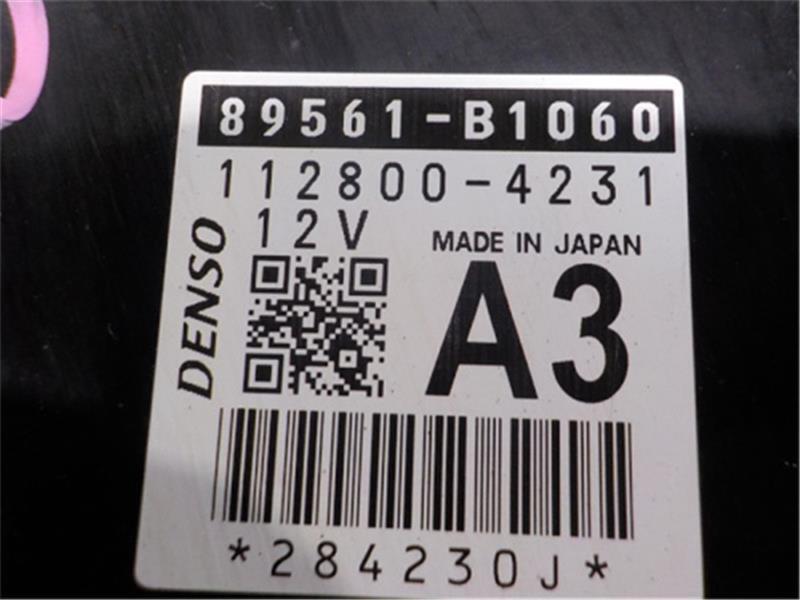 89561-B1060
112800-4231
12V
MADE IN JAPAN
DENSO
A3
*284230J*